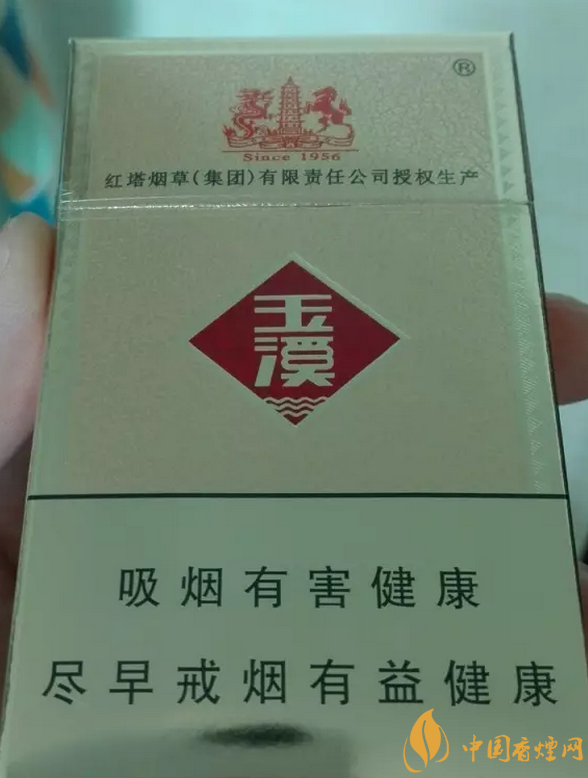 ®
Since 1956
红塔烟草(集团)有限责任公司授权生产
玉
溪
吸烟有害健康
尽早戒烟有益健康
中国香煙网